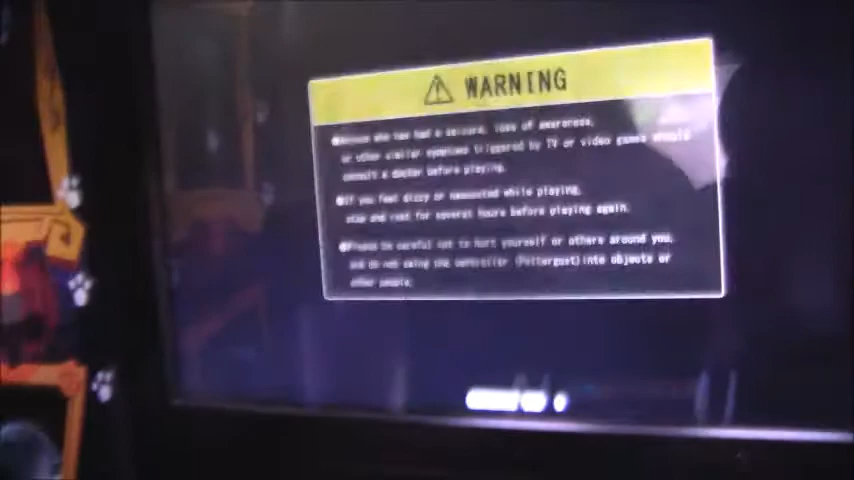 WARNING
●Anyone who has had a seizure, loss of awareness,
or other similar symptoms triggered by TV or video games should
consult a doctor before playing.
●If you feel dizzy or nauseated while playing,
stop and rest for several hours before playing again.
●Please be careful not to hurt yourself or others around you,
and do not swing the controller (Poltergust)into objects or
other people.